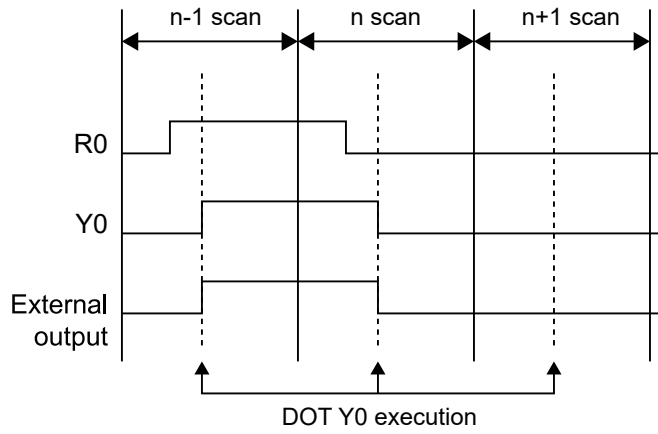 n-1 scan
n scan
n+1 scan
R0
Y0
External
output
DOT Y0 execution